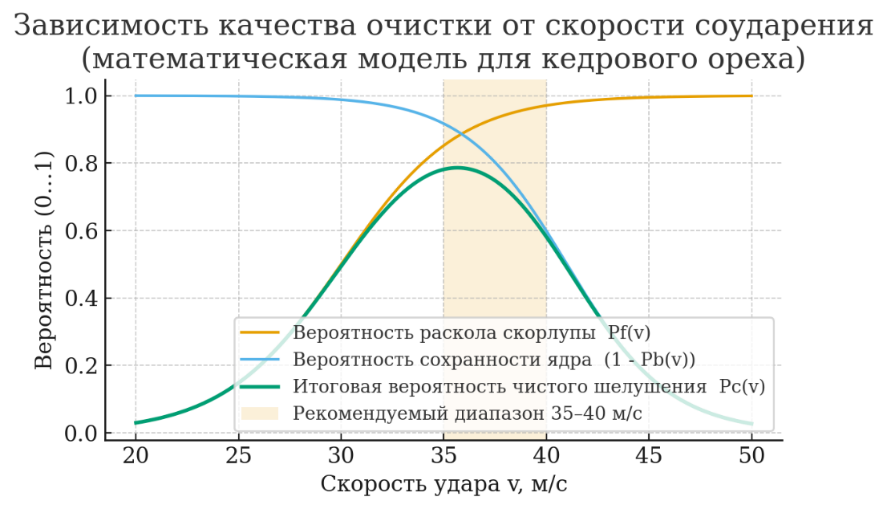 Зависимость качества очистки от скорости соударения
(математическая модель для кедрового ореха)
Вероятность (0...1)
1.0
0.8
0.6
0.4
0.2
0.0
Вероятность раскола скорлупы Pf(v)
Вероятность сохранности ядра (1 - Pb(v))
Итоговая вероятность чистого шелушения Pc(v)
Рекомендуемый диапазон 35–40 м/с
20 25 30 35 40 45 50
Скорость удара v, м/с